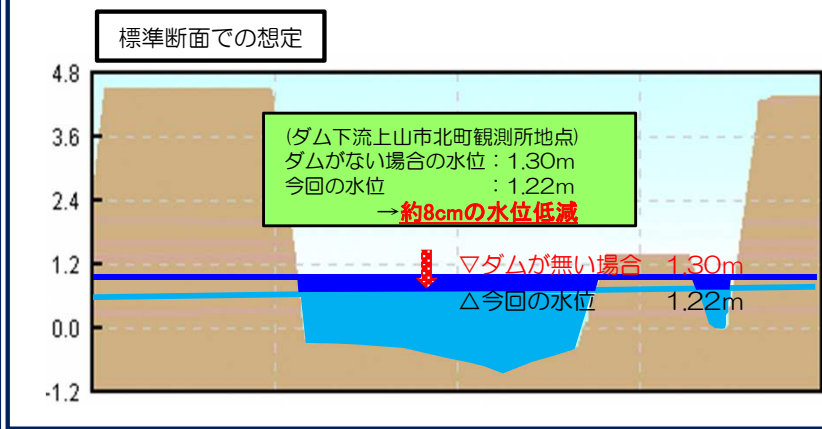 標準断面での想定
4.8
3.6
2.4
1.2
0.0
-1.2
(ダム下流上山市北町観測所地点)
ダムがない場合の水位：1.30m
今回の水位　　　　　：1.22m
→約8cmの水位低減
▽ダムが無い場合　1.30m
△今回の水位　　　1.22m